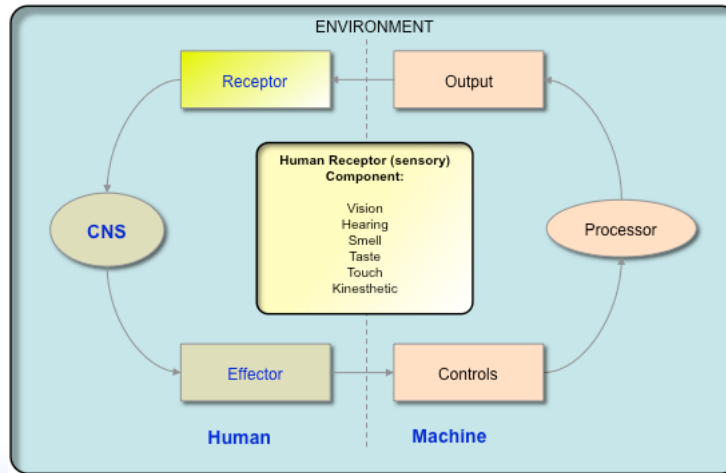 ENVIRONMENT
Receptor
Output
Human Receptor (sensory)
Component:
Vision
Hearing
Smell
Taste
Touch
Kinesthetic
CNS
Processor
Effector
Controls
Human
Machine